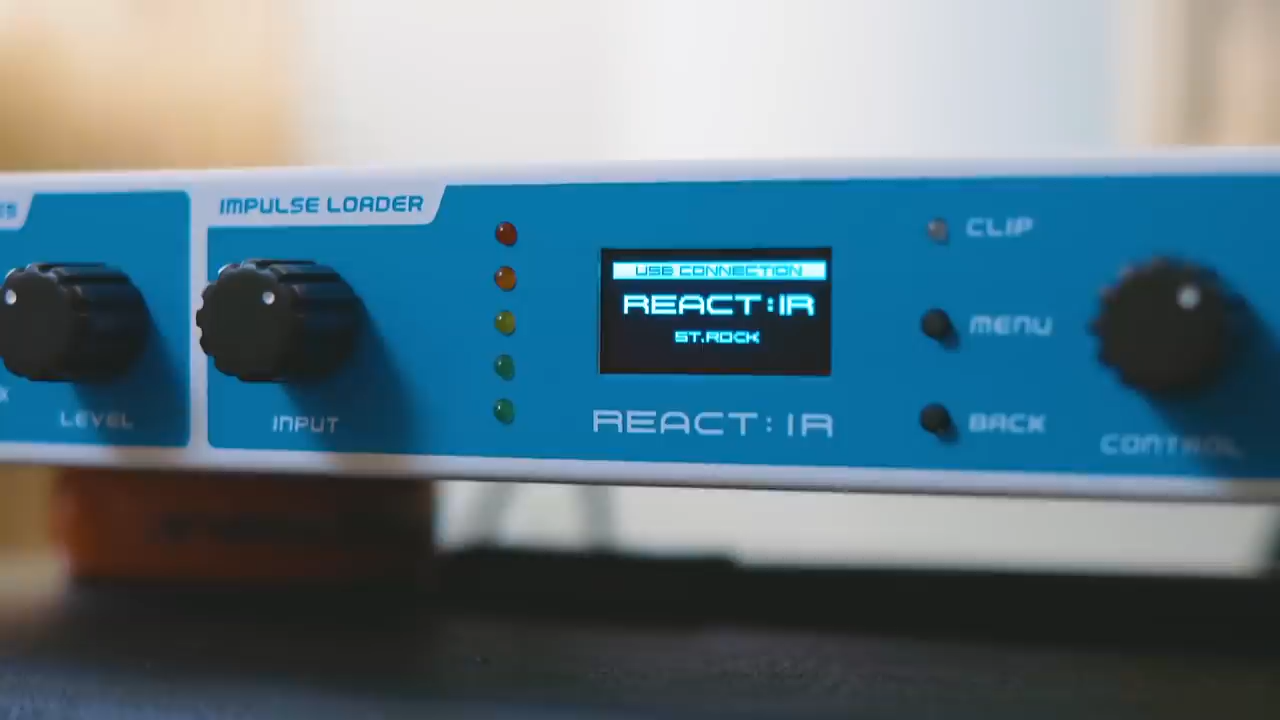 IMPULSE LOADER
LEVEL
INPUT
USB CONNECTION
REACT:IR
ST.ROCK
REACT:IR
CLIP
MENU
BACK
CONTROL